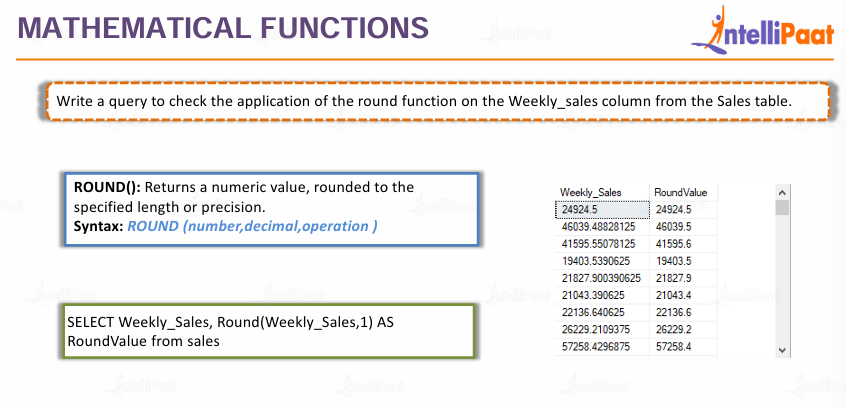 MATHEMATICAL FUNCTIONS
IntelliPaat
Write a query to check the application of the round function on the Weekly_sales column from the Sales table.
ROUND(): Returns a numeric value, rounded to the
specified length or precision.
Syntax: ROUND (number,decimal,operation )
SELECT Weekly_Sales, Round(Weekly_Sales,1) AS
RoundValue from sales
Weekly_Sales RoundValue
24924.5 24924.5
46039.48828125 46039.5
41595.55078125 41595.6
19403.5390625 19403.5
21827.900390625 21827.9
21043.390625 21043.4
22136.640625 22136.6
26229.2109375 26229.2
57258.4296875 57258.4